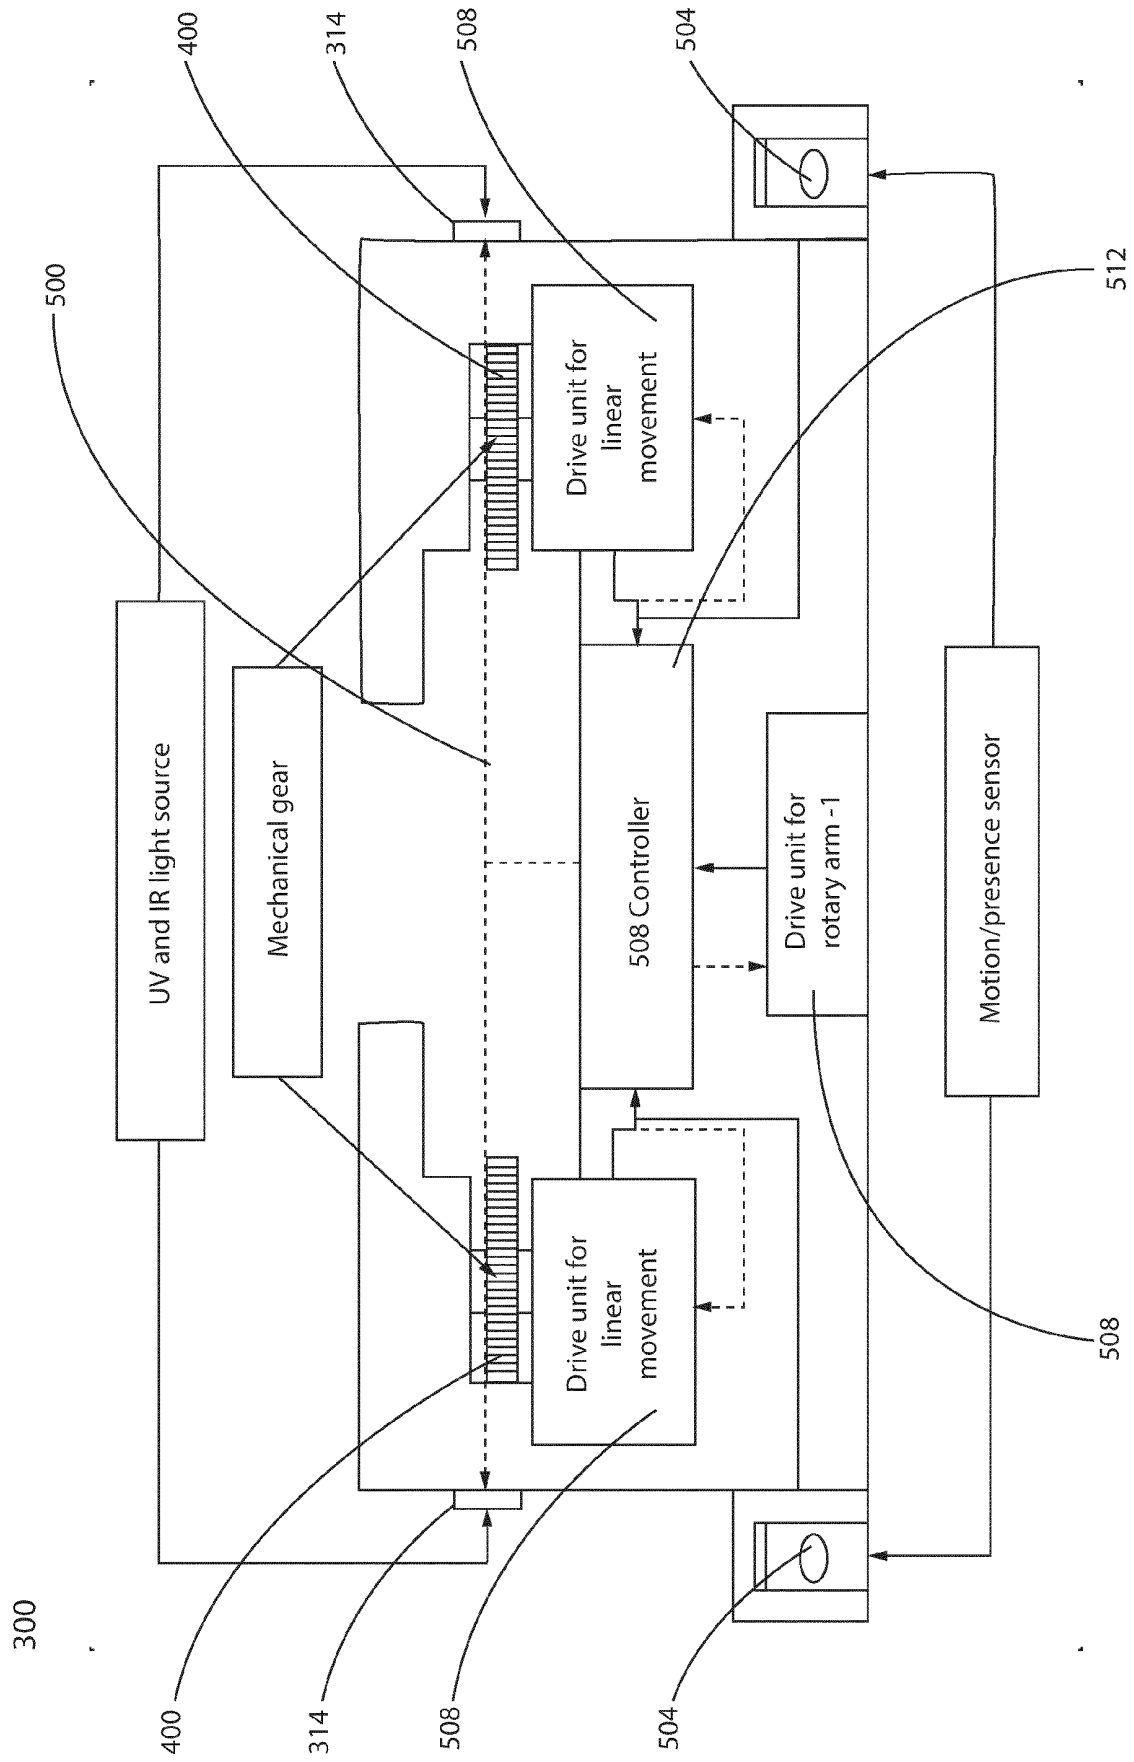 300
400
314
508
504
500
512
UV and IR light source
Mechanical gear
Drive unit for
linear
movement
Drive unit for
linear
movement
508 Controller
Drive unit for
rotary arm -1
Motion/presence sensor
400
314
508
504
508